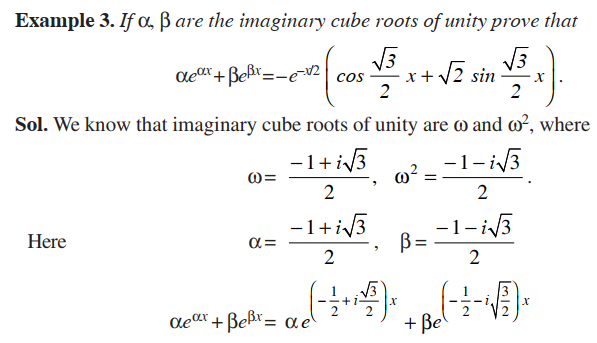 Example 3. If α, β are the imaginary cube roots of unity prove that
αe^{αx} + βe^{βx} = −e^{−x/2} ( cos √3/2 x + √2 sin √3/2 x ).
Sol. We know that imaginary cube roots of unity are ω and ω², where
ω = (−1 + i√3)/2, ω² = (−1 − i√3)/2.
Here α = (−1 + i√3)/2, β = (−1 − i√3)/2
αe^{αx} + βe^{βx} = αe^{(−1/2 + i√3/2)x} + βe^{(−1/2 − i√(3/2))x}